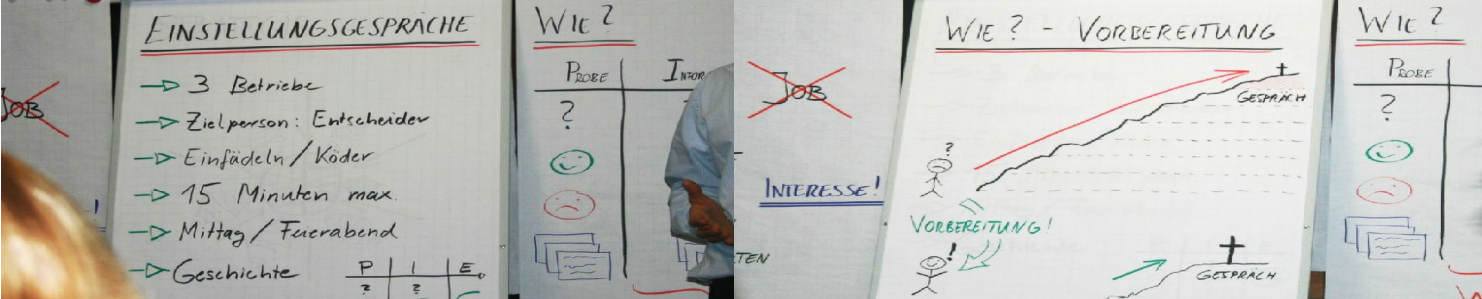 JOB
!
EINSTELLUNGSGESPRÄCHE
3 Betriebe
Zielperson: Entscheider
Einfädeln / Köder
15 Minuten max.
Mittag / Feierabend
Geschichte
P I E
? ?
WIE?
PROBE INFOR
?
JOB
INTERESSE!
TEN
WIE? - VORBEREITUNG
GESPRÄCH
?
VORBEREITUNG!
!
GESPRÄCH
WIE?
PROBE
?